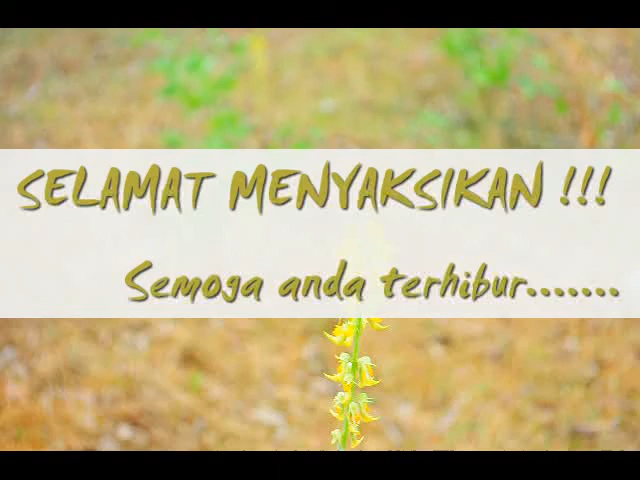 SELAMAT MENYAKSIKAN !!!
Semoga anda terhibur.......